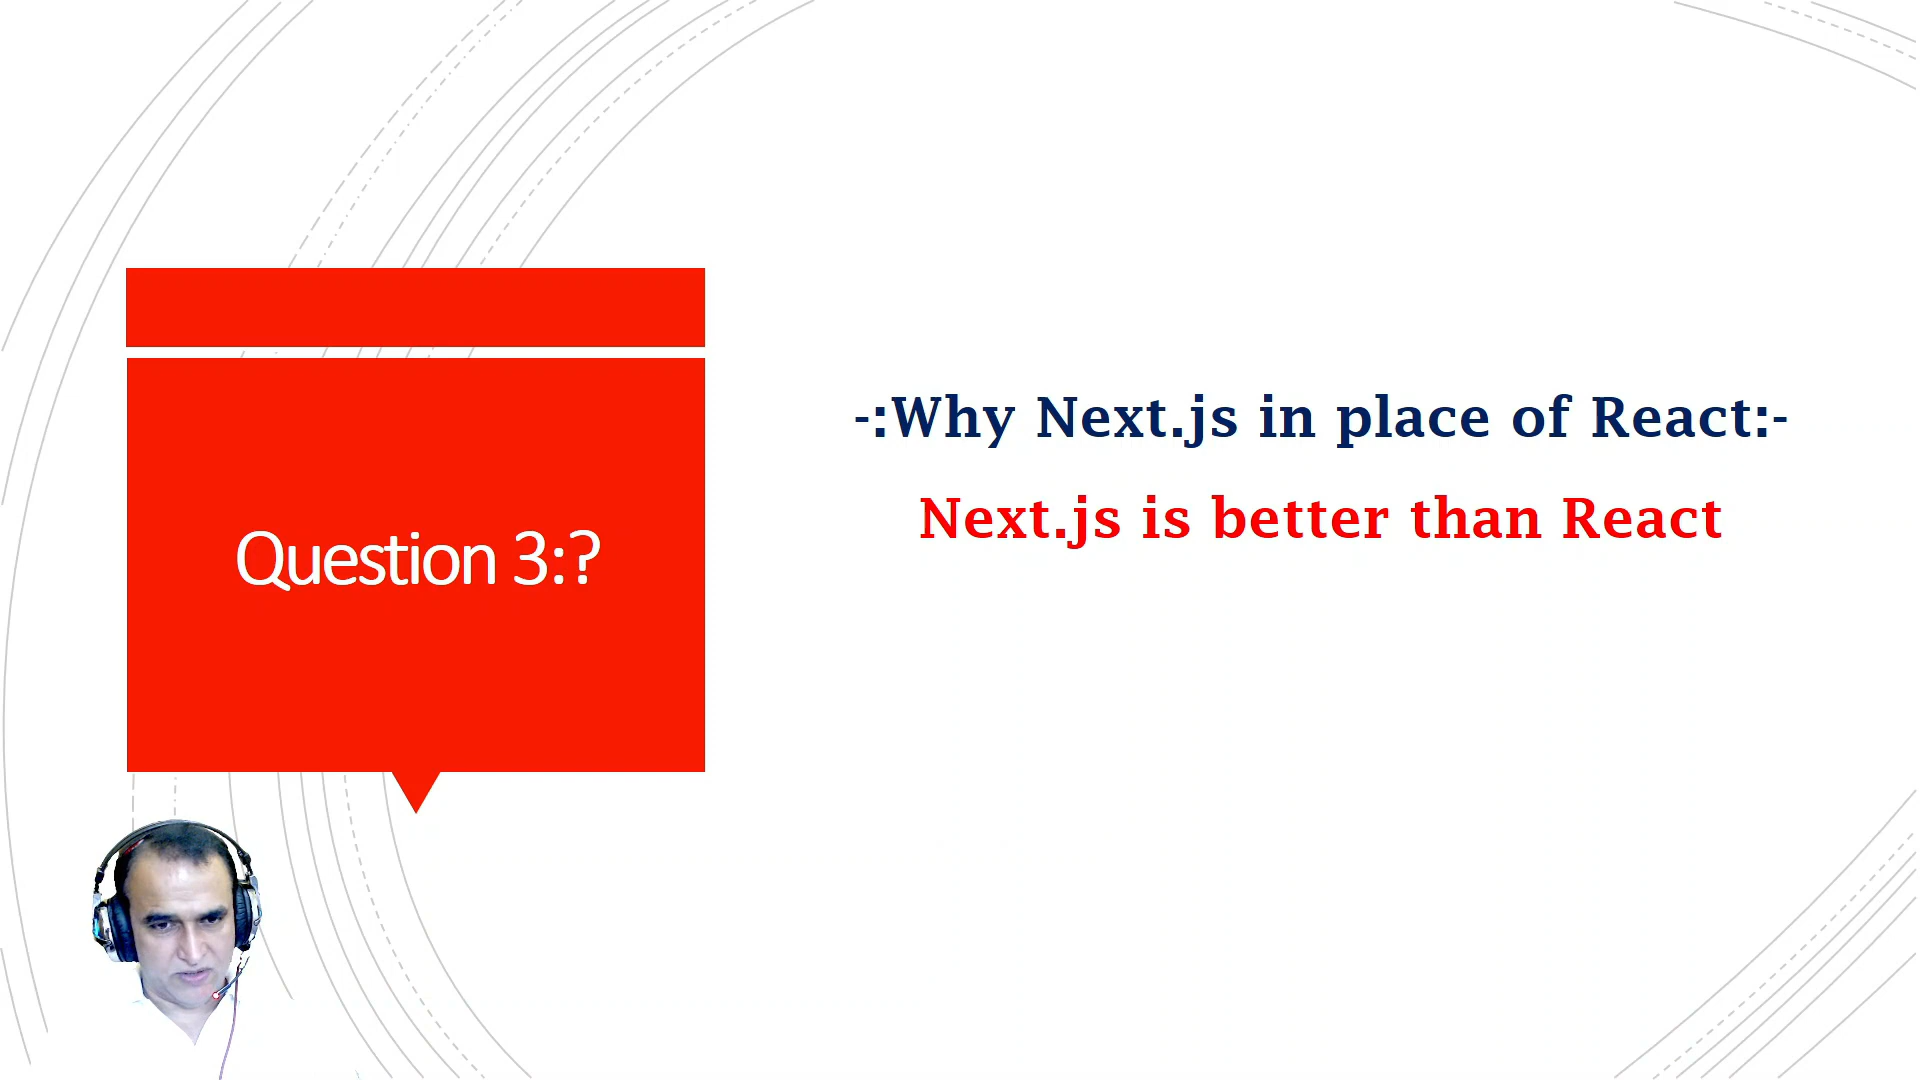 Question 3:?
-:Why Next.js in place of React:-
Next.js is better than React